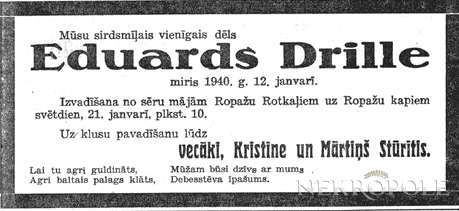 Mūsu sirdsmīļais vienīgais dēls
Eduards Drille
miris 1940. g. 12. janvarī.
Izvadīšana no sēru mājām Ropažu Rotkaļiem uz Ropažu kapiem
svētdien, 21. janvarī, plkst. 10.
Uz klusu pavadīšanu lūdz
vecāki, Kristine un Mārtiņš Stūrītis.
Lai tu agri guldināts,
Agri baltais palags klāts,
Mūžam būsi dzīvs ar mums
Debesstēva īpašums.
NEKROPOLE